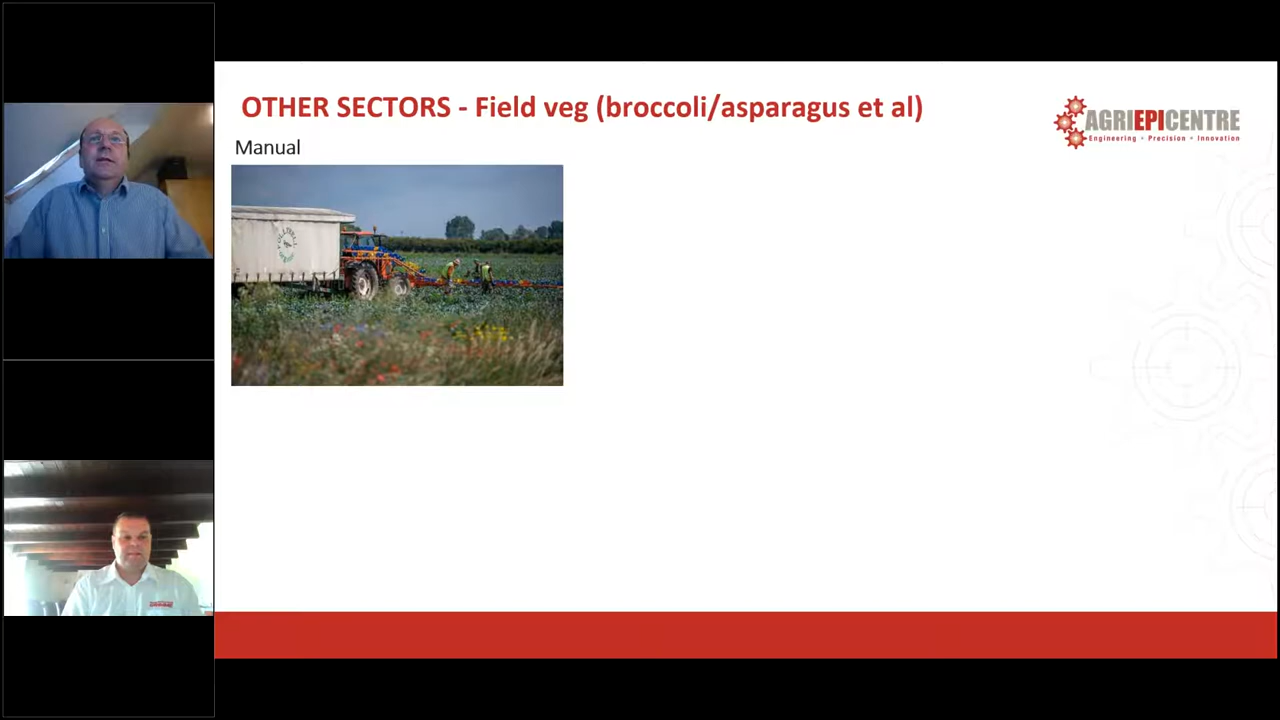 OTHER SECTORS - Field veg (broccoli/asparagus et al)
AGRIEPICENTRE
Engineering • Precision • Innovation
Manual